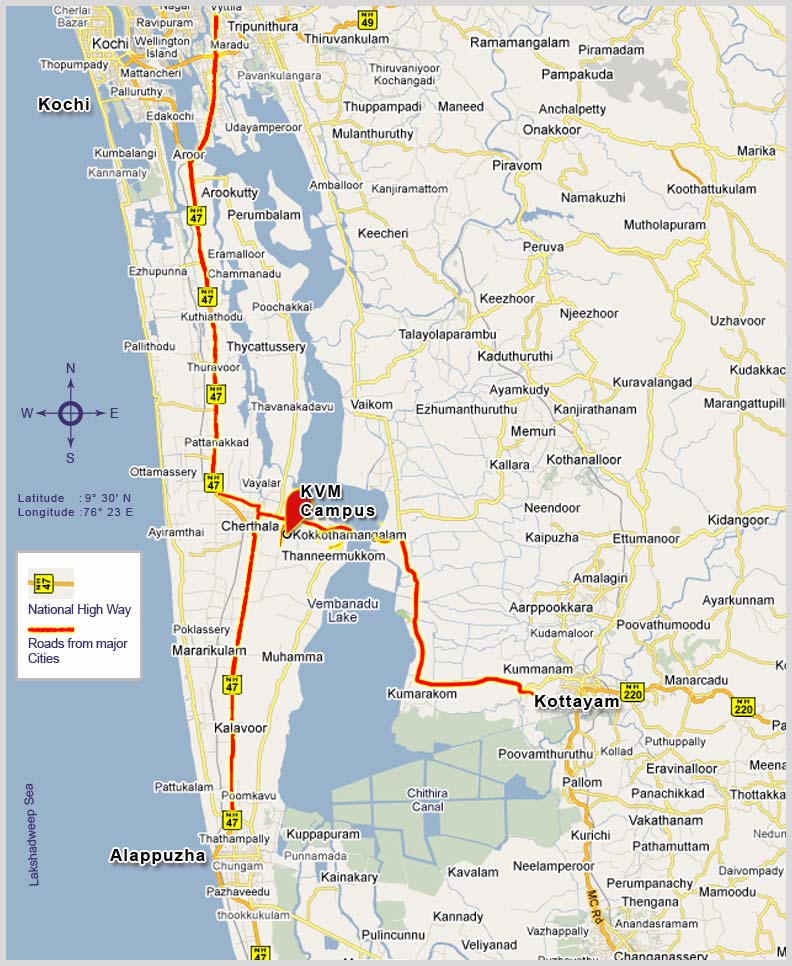 Cherlai
Bazar
Nagar
Vyttila
Ravipuram
Tripunithura
NH
49
Kochi
Wellington
Island
Maradu
Thiruvankulam
Ramamangalam
Piramadam
Thopumpady
Mattancheri
Pavankulangara
Thiruvaniyoor
Kochangadi
Pampakuda
Palluruthy
Kochi
Edakochi
Thuppampadi
Maneed
Anchalpetty
Udayamperoor
Mulanthuruthy
Onakkoor
Kumbalangi
Aroor
Marika
Kannamaly
Piravom
Arookutty
Amballoor
Kanjiramattom
Koothattukulam
Namakuzhi
NH
47
Perumbalam
Mutholapuram
Keecheri
Peruva
Eramalloor
Ezhupunna
Chammanadu
NH
47
Keezhoor
Poochakkal
Njeezhoor
Kuthiathodu
Uzhavoor
Talayolaparambu
Pallithodu
Thycattussery
Kaduthuruthi
Thuravoor
Kudakkac
N
NH
47
Ayamkudy
Kuravalangad
W
E
Thavanakadavu
Vaikom
Ezhumanthuruthu
Kanjirathanam
Marangattupilli
S
Memuri
Pattanakkad
Kallara
Kothanalloor
Ottamassery
NH
47
Vayalar
KVM
Campus
Latitude : 9° 30' N
Longitude :76° 23 E
Neendoor
Kidangoor
Ayiramthai
Cherthala
Kokkothamangalam
Kaipuzha
Ettumanoor
Thanneermukkom
Amalagiri
NH
47
National High Way
Roads from major
Cities
Vembanadu
Lake
Aarppookkara
Ayarkunnam
Poklassery
Kudamaloor
Poovathumoodu
Mararikulam
Muhamma
Kummanam
NH
47
Kumarakom
Kottayam
NH
220
Manarcadu
NH
220
Kalavoor
Puthuppally
Poovamthuruthu
Kollad
Eravinalloor
Meena
Pattukulam
Poomkavu
Chithira
Canal
Pallom
Panachikkad
Thottakka
NH
47
Vakathanam
Lakshadweep Sea
Thathampally
Kuppapuram
Kurichi
Pathamuttam
Alappuzha
Punnamada
Chungam
Kainakary
Kavalam
Neelamperoor
Daivompady
Pazhaveedu
Perumpanachy
Mamoodu
MC Rd
Thengana
thookkukulam
Kannady
Anandasramam
Pulincunnu
Vazhappally
Veliyanad
NH
47
Changanassery